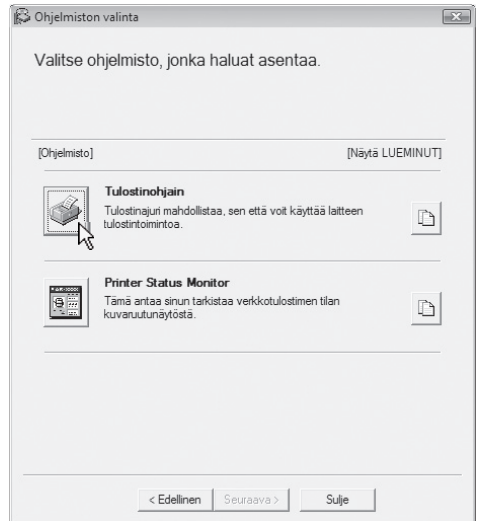 Ohjelmiston valinta
Valitse ohjelmisto, jonka haluat asentaa.
[Ohjelmisto] [Näytä LUEMINUT]
Tulostinohjain
Tulostinajuri mahdollistaa, sen että voit käyttää laitteen
tulostintoimintoa.
Printer Status Monitor
Tämä antaa sinun tarkistaa verkkotulostimen tilan
kuvaruutunäytöstä.
< Edellinen Seuraava > Sulje